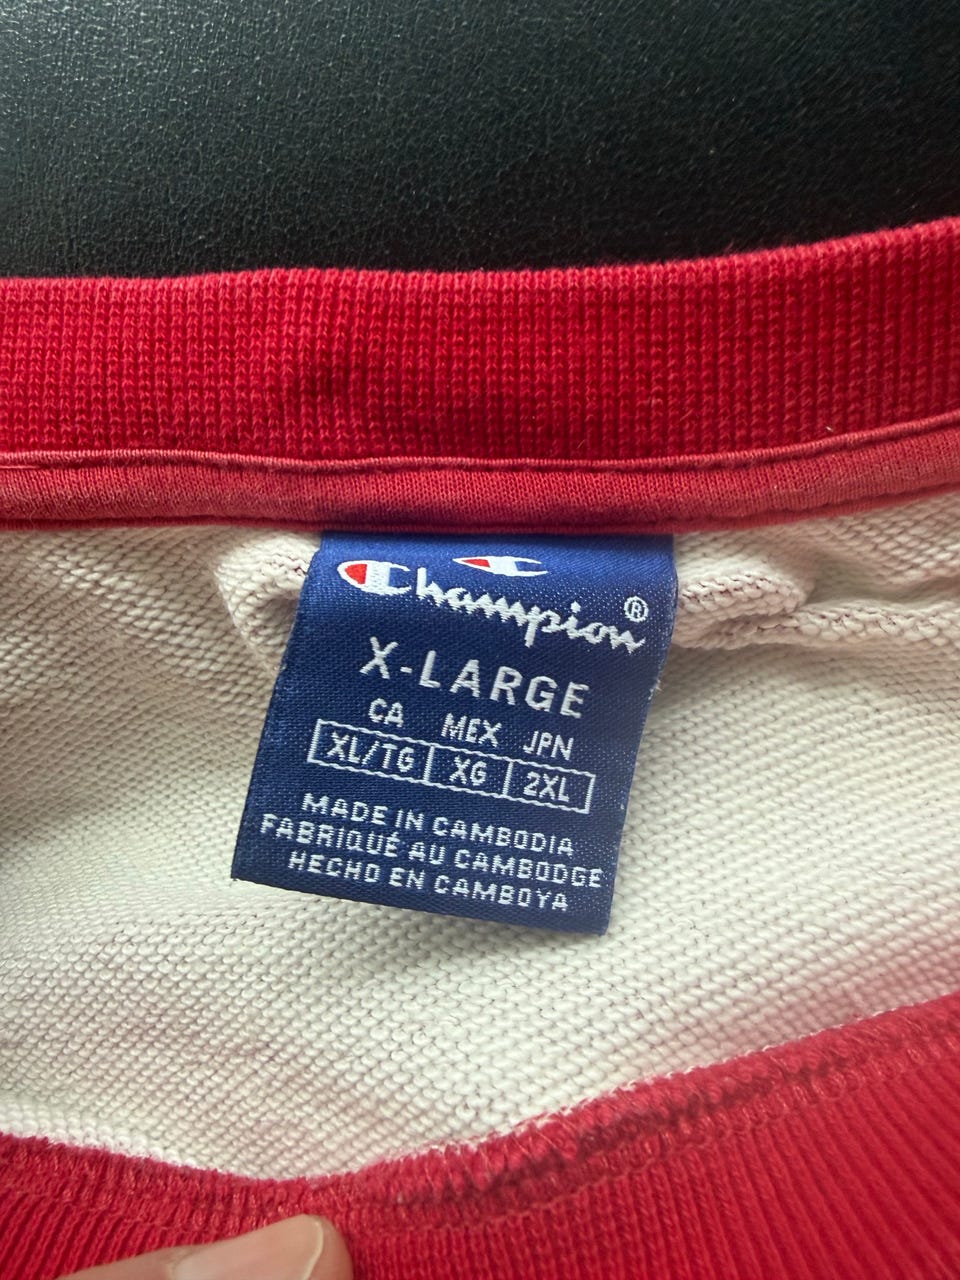 Champion®
X-LARGE
CA MEX JPN
XL/TG XG 2XL
MADE IN CAMBODIA
FABRIQUÉ AU CAMBODGE
HECHO EN CAMBOYA